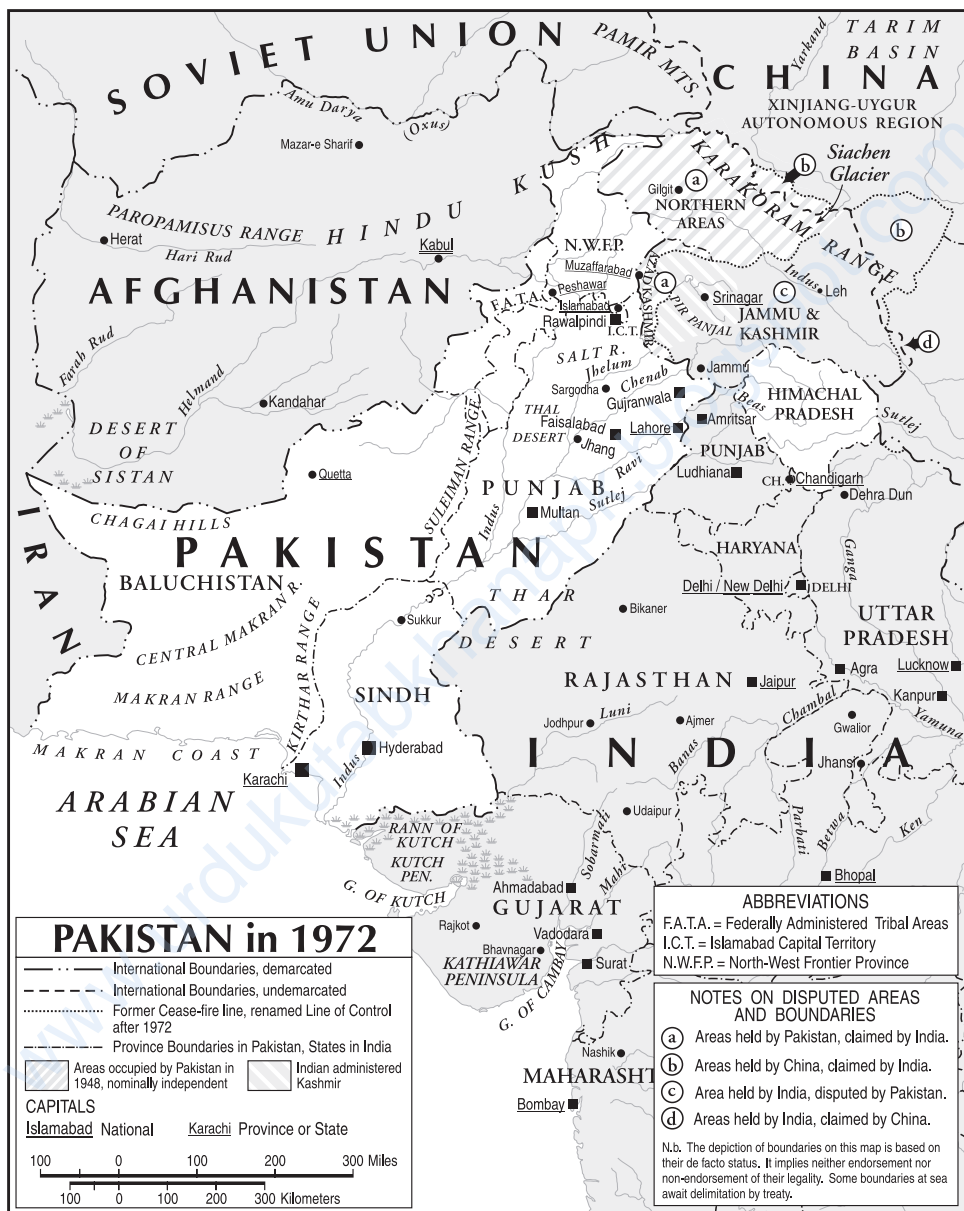 SOVIET UNION
PAMIR MTS.
Yarkand
TARIM
BASIN
CHINA
XINJIANG-UYGUR
AUTONOMOUS REGION
Amu Darya
(Oxus)
Mazar-e Sharif
Siachen
Glacier
b
KARAKORAM RANGE
a
Gilgit
NORTHERN
AREAS
b
HINDU KUSH
PAROPAMISUS RANGE
Herat
Hari Rud
Kabul
N.W.F.P.
Muzaffarabad
AZAD KASHMIR
a
AFGHANISTAN
F.A.T.A.
Peshawar
Islamabad
Rawalpindi
I.C.T.
PIR PANJAL
Srinagar
c
Indus
Leh
JAMMU &
KASHMIR
d
Farah Rud
Helmand
Kandahar
SALT R.
Jhelum
Sargodha
Chenab
Gujranwala
Jammu
HIMACHAL
PRADESH
Beas
Sutlej
DESERT
OF
SISTAN
THAL
DESERT
Faisalabad
Jhang
Lahore
Amritsar
PUNJAB
Ludhiana
CH.
Chandigarh
Dehra Dun
Quetta
SULEIMAN RANGE
Ravi
PUNJAB
Sutlej
Indus
Multan
IRAN
CHAGAI HILLS
PAKISTAN
HARYANA
Ganga
BALUCHISTAN
Delhi / New Delhi
DELHI
THAR
DESERT
Sukkur
Bikaner
UTTAR
PRADESH
CENTRAL MAKRAN R.
MAKRAN RANGE
KIRTHAR RANGE
SINDH
RAJASTHAN
Jaipur
Agra
Lucknow
Kanpur
Chambal
Yamuna
Luni
Jodhpur
Ajmer
Gwalior
MAKRAN COAST
Hyderabad
Indus
Karachi
INDIA
Banas
Jhansi
ARABIAN
SEA
Udaipur
Parbati
Betwa
Ken
RANN OF
KUTCH
KUTCH
PEN.
Sobarmati
Mahr
G. OF KUTCH
Ahmadabad
Bhopal
GUJARAT
Rajkot
Vadodara
Bhavnagar
KATHIAWAR
PENINSULA
G. OF CAMBAY
Surat
Nashik
MAHARASHT
Bombay
PAKISTAN in 1972
International Boundaries, demarcated
International Boundaries, undemarcated
Former Cease-fire line, renamed Line of Control
after 1972
Province Boundaries in Pakistan, States in India
Areas occupied by Pakistan in
1948, nominally independent
Indian administered
Kashmir
CAPITALS
Islamabad National Karachi Province or State
100 0 100 200 300 Miles
100 0 100 200 300 Kilometers
ABBREVIATIONS
F.A.T.A. = Federally Administered Tribal Areas
I.C.T. = Islamabad Capital Territory
N.W.F.P. = North-West Frontier Province
NOTES ON DISPUTED AREAS
AND BOUNDARIES
a Areas held by Pakistan, claimed by India.
b Areas held by China, claimed by India.
c Area held by India, disputed by Pakistan.
d Areas held by India, claimed by China.
N.b. The depiction of boundaries on this map is based on
their de facto status. It implies neither endorsement nor
non-endorsement of their legality. Some boundaries at sea
await delimitation by treaty.
www.urdukutabkhanapk.blogspot.com